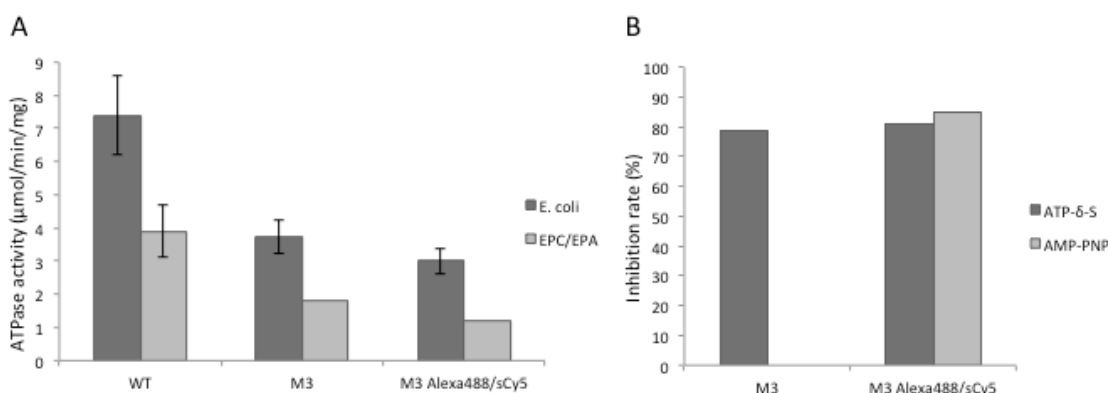 A
ATPase activity (µmol/min/mg)
9
8
7
6
5
4
3
2
1
0
WT
M3
M3 Alexa488/sCy5
E. coli
EPC/EPA
B
Inhibition rate (%)
100
90
80
70
60
50
40
30
20
10
0
M3
M3 Alexa488/sCy5
ATP-δ-S
AMP-PNP